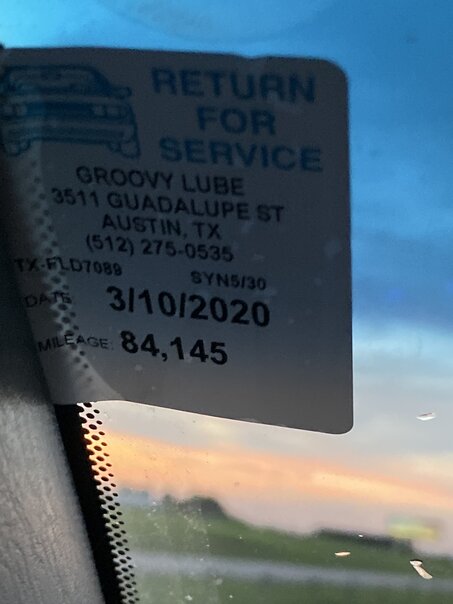 RETURN
FOR
SERVICE
GROOVY LUBE
3511 GUADALUPE ST
AUSTIN, TX
(512) 275-0535
TX-FLD7089 SYN5/30
DATE 3/10/2020
MILEAGE: 84,145